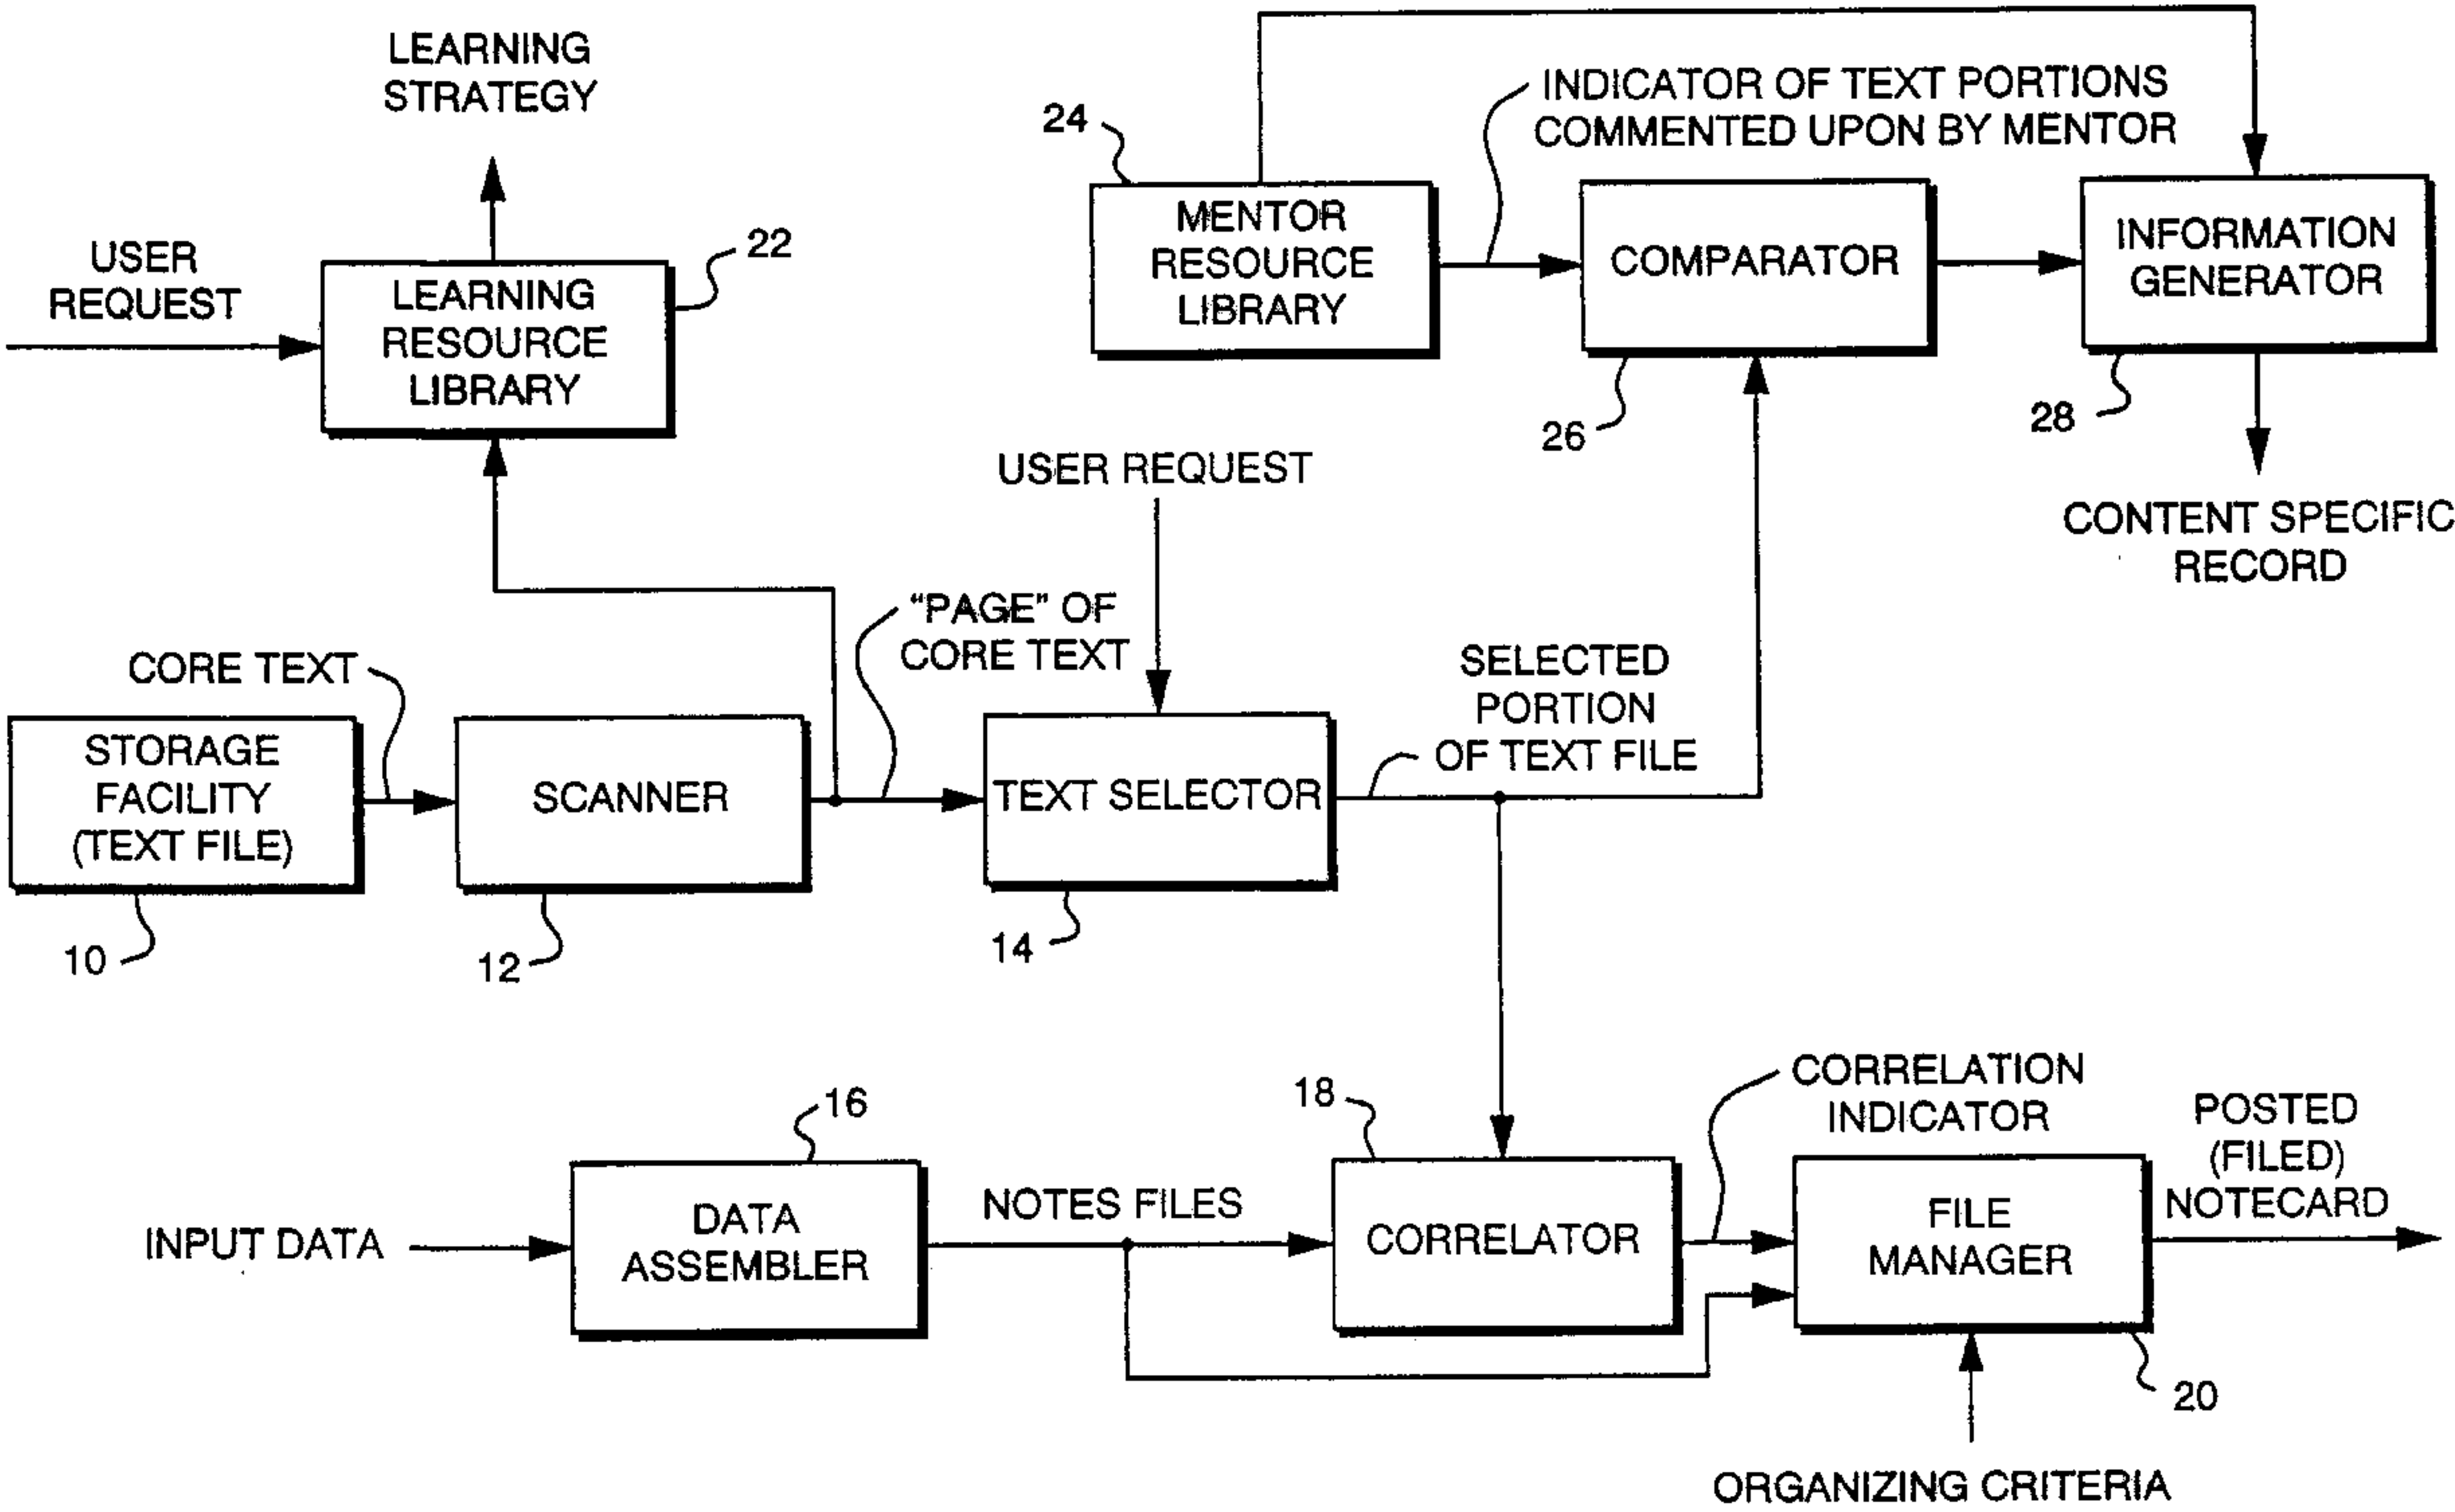 LEARNING
STRATEGY
24
INDICATOR OF TEXT PORTIONS
COMMENTED UPON BY MENTOR
USER
REQUEST
22
LEARNING
RESOURCE
LIBRARY
MENTOR
RESOURCE
LIBRARY
COMPARATOR
INFORMATION
GENERATOR
26
28
USER REQUEST
CONTENT SPECIFIC
RECORD
CORE TEXT
“PAGE” OF
CORE TEXT
SELECTED
PORTION
OF TEXT FILE
STORAGE
FACILITY
(TEXT FILE)
SCANNER
TEXT SELECTOR
10
12
14
16
18
CORRELATION
INDICATOR
POSTED
(FILED)
NOTECARD
INPUT DATA
DATA
ASSEMBLER
NOTES FILES
CORRELATOR
FILE
MANAGER
20
ORGANIZING CRITERIA